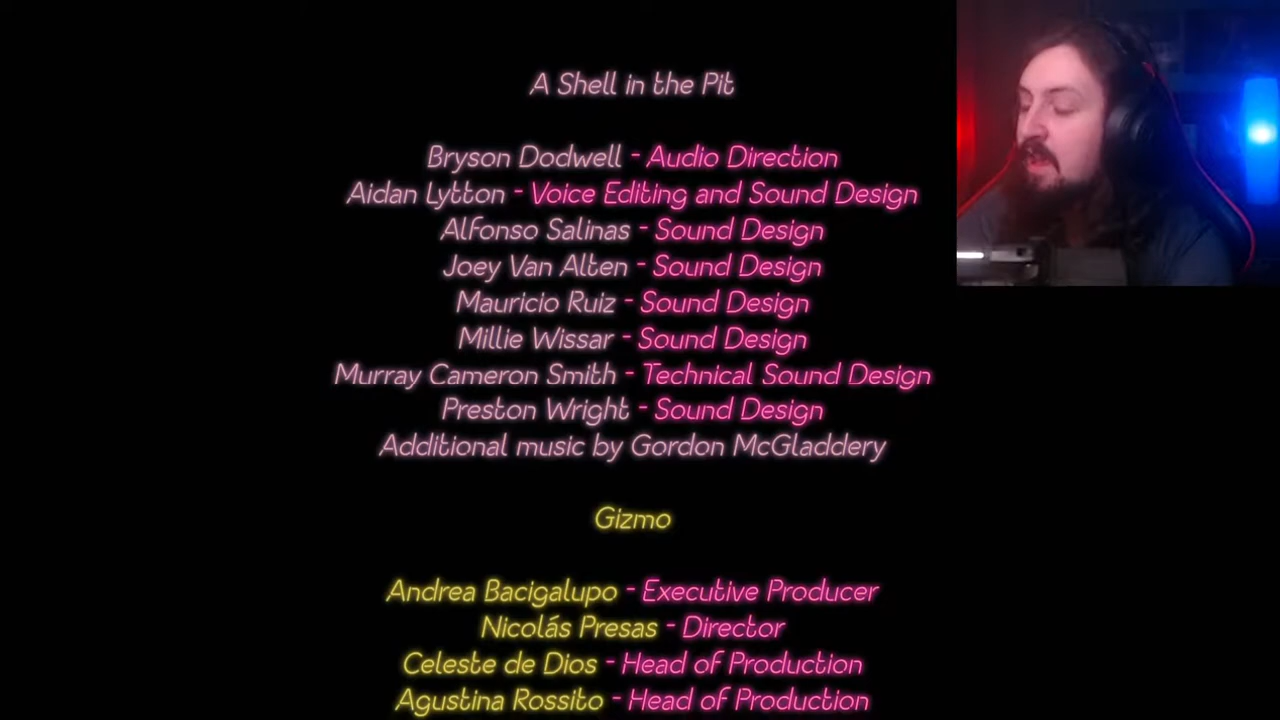 A Shell in the Pit
Bryson Dodwell - Audio Direction
Aidan Lytton - Voice Editing and Sound Design
Alfonso Salinas - Sound Design
Joey Van Alten - Sound Design
Mauricio Ruiz - Sound Design
Millie Wissar - Sound Design
Murray Cameron Smith - Technical Sound Design
Preston Wright - Sound Design
Additional music by Gordon McGladdery
Gizmo
Andrea Bacigalupo - Executive Producer
Nicolás Presas - Director
Celeste de Dios - Head of Production
Agustina Rossito - Head of Production